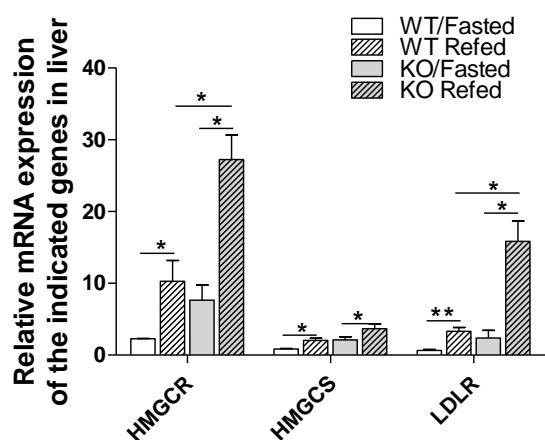 WT/Fasted
WT Refed
KO/Fasted
KO Refed
Relative mRNA expression
of the indicated genes in liver
40
30
20
10
0
*
*
*
*
*
**
*
*
HMGCR
HMGCS
LDLR